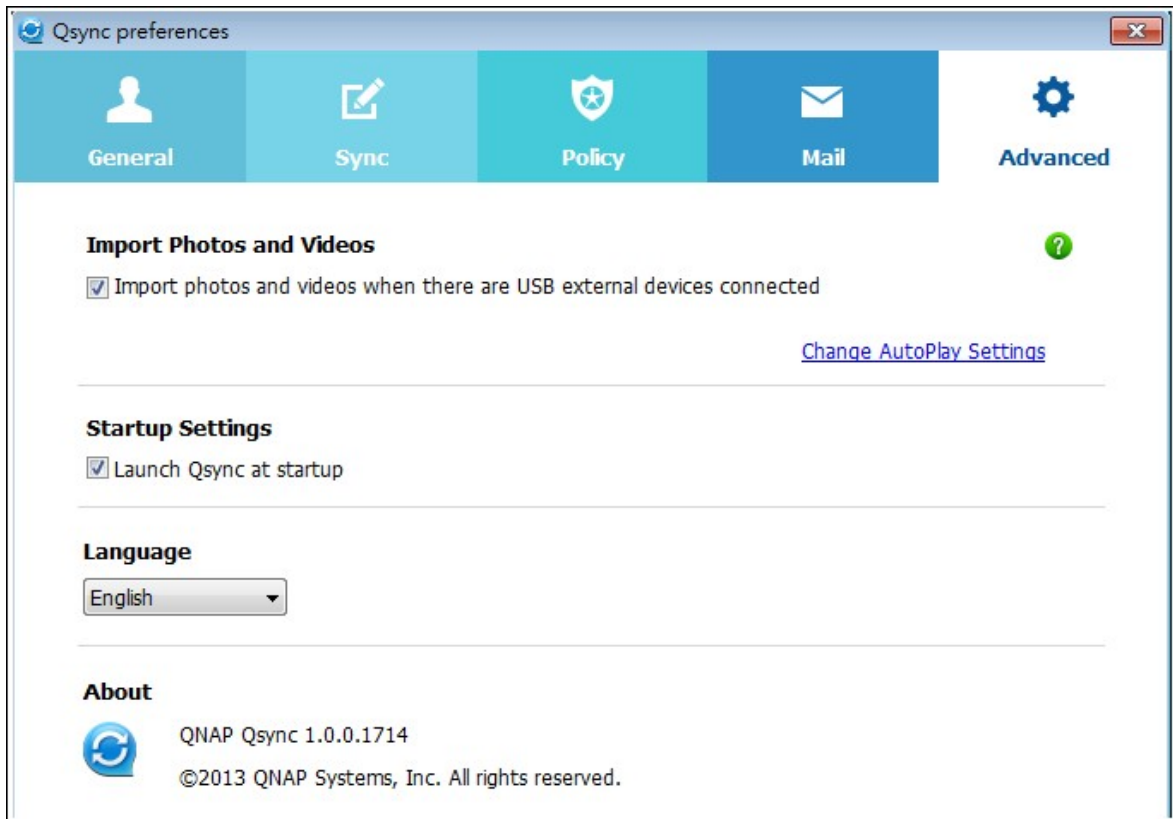 Qsync preferences
General
Sync
Policy
Mail
Advanced
Import Photos and Videos
?
Import photos and videos when there are USB external devices connected
Change AutoPlay Settings
Startup Settings
Launch Qsync at startup
Language
English
About
QNAP Qsync 1.0.0.1714
©2013 QNAP Systems, Inc. All rights reserved.